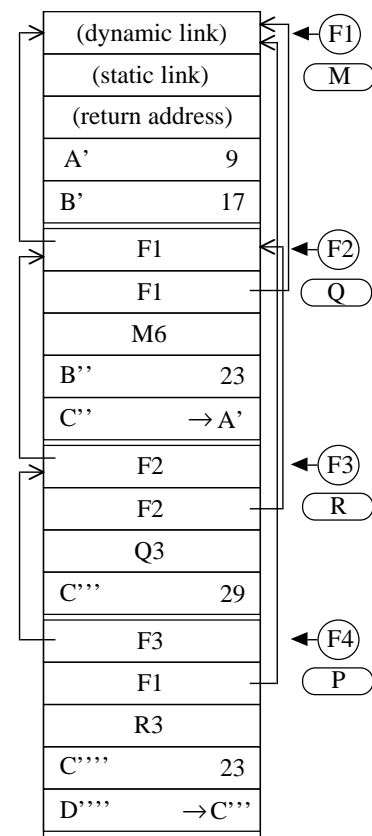 (dynamic link) F1
(static link) M
(return address)
A' 9
B' 17
F1 F2
F1 Q
M6
B’’ 23
C’’ →A’
F2 F3
F2 R
Q3
C’’’ 29
F3 F4
F1 P
R3
C’’’’ 23
D’’’’ →C’’’